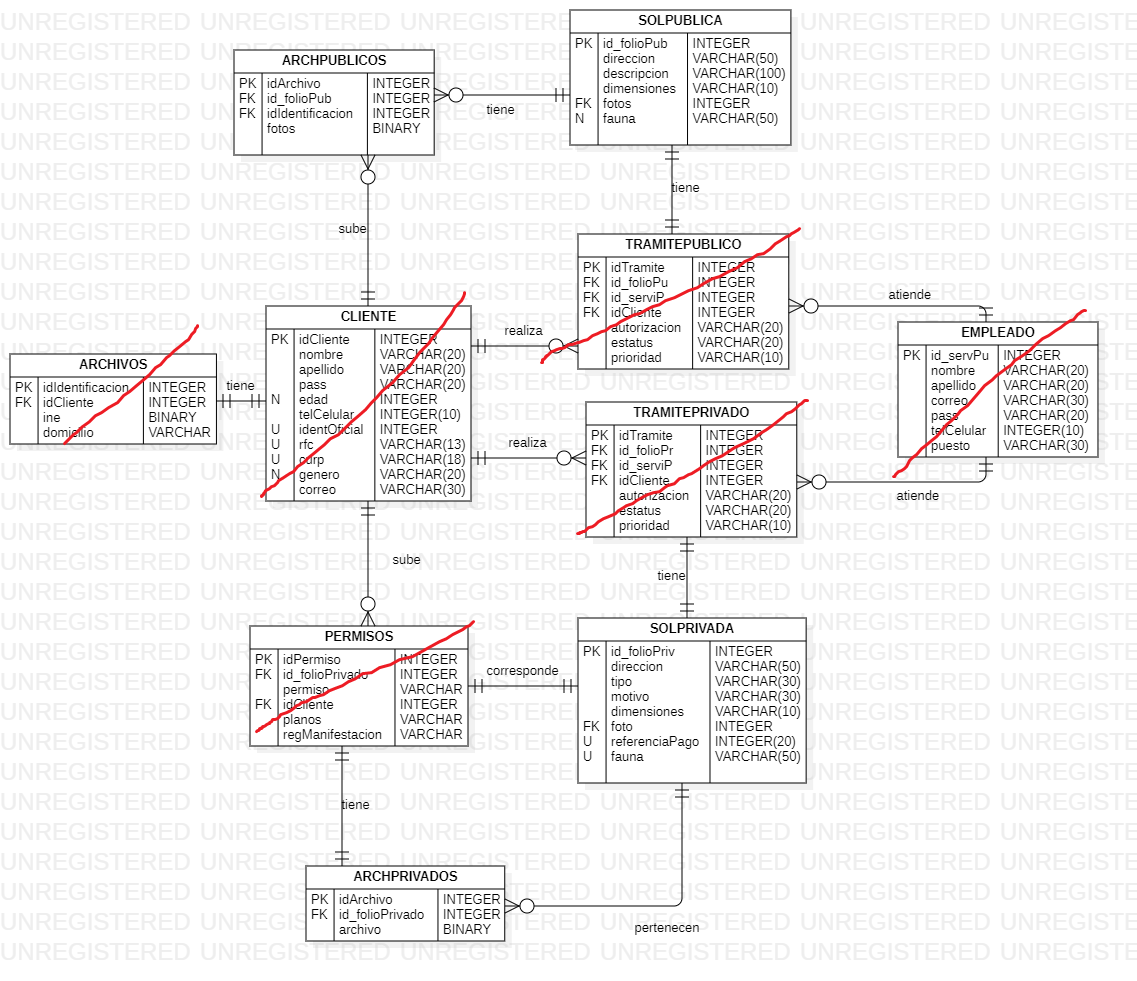 SOLPUBLICA
PK id_folioPub INTEGER
direccion VARCHAR(50)
descripcion VARCHAR(100)
dimensiones VARCHAR(10)
FK fotos INTEGER
N fauna VARCHAR(50)
ARCHPUBLICOS
PK idArchivo INTEGER
FK id_folioPub INTEGER
FK idIdentificacion INTEGER
fotos BINARY
tiene
tiene
sube
TRAMITEPUBLICO
PK idTramite INTEGER
FK id_folioPu INTEGER
FK id_serviP INTEGER
FK idCliente INTEGER
autorizacion VARCHAR(20)
estatus VARCHAR(20)
prioridad VARCHAR(10)
atiende
CLIENTE
PK idCliente INTEGER
nombre VARCHAR(20)
apellido VARCHAR(20)
pass VARCHAR(20)
N edad INTEGER
telCelular INTEGER(10)
U identOficial INTEGER
U rfc VARCHAR(13)
U curp VARCHAR(18)
N genero VARCHAR(20)
correo VARCHAR(30)
realiza
EMPLEADO
PK id_servPu INTEGER
nombre VARCHAR(20)
apellido VARCHAR(20)
correo VARCHAR(30)
pass VARCHAR(20)
telCelular INTEGER(10)
puesto VARCHAR(30)
ARCHIVOS
PK idIdentificacion INTEGER
FK idCliente INTEGER
ine BINARY
domicilio VARCHAR
tiene
TRAMITEPRIVADO
PK idTramite INTEGER
FK id_folioPr INTEGER
FK id_serviP INTEGER
FK idCliente INTEGER
autorizacion VARCHAR(20)
estatus VARCHAR(20)
prioridad VARCHAR(10)
realiza
atiende
sube
tiene
PERMISOS
PK idPermiso INTEGER
FK id_folioPrivado INTEGER
permiso VARCHAR
FK idCliente INTEGER
planos VARCHAR
regManifestacion VARCHAR
corresponde
SOLPRIVADA
PK id_folioPriv INTEGER
direccion VARCHAR(50)
tipo VARCHAR(30)
motivo VARCHAR(30)
dimensiones VARCHAR(10)
FK foto INTEGER
U referenciaPago INTEGER(20)
U fauna VARCHAR(50)
tiene
ARCHPRIVADOS
PK idArchivo INTEGER
FK id_folioPrivado INTEGER
archivo BINARY
pertenecen
UNREGISTERED